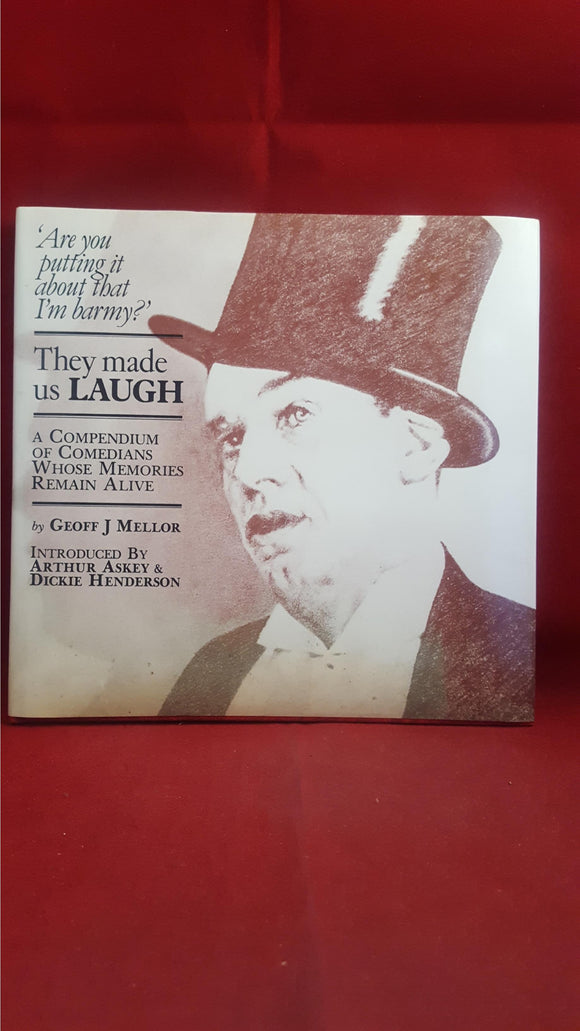 ‘Are you
putting it
about that
I'm barmy?’
They made
us LAUGH
A COMPENDIUM
OF COMEDIANS
WHOSE MEMORIES
REMAIN ALIVE
by GEOFF J MELLOR
INTRODUCED BY
ARTHUR ASKEY &
DICKIE HENDERSON